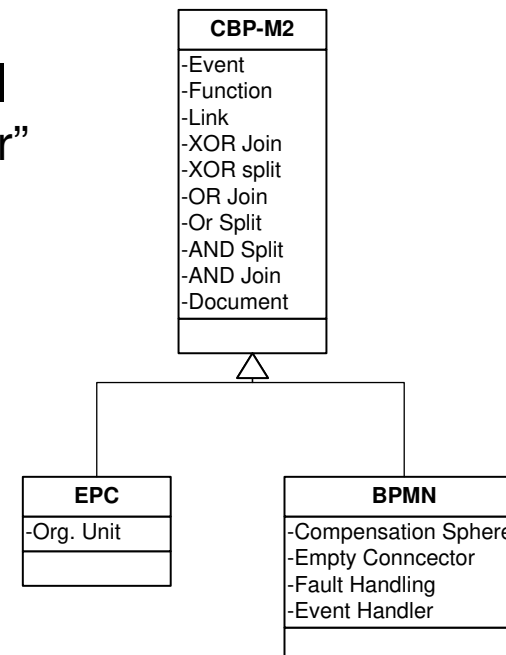 r”
CBP-M2
-Event
-Function
-Link
-XOR Join
-XOR split
-OR Join
-Or Split
-AND Split
-AND Join
-Document
EPC
-Org. Unit
BPMN
-Compensation Sphere
-Empty Conncector
-Fault Handling
-Event Handler